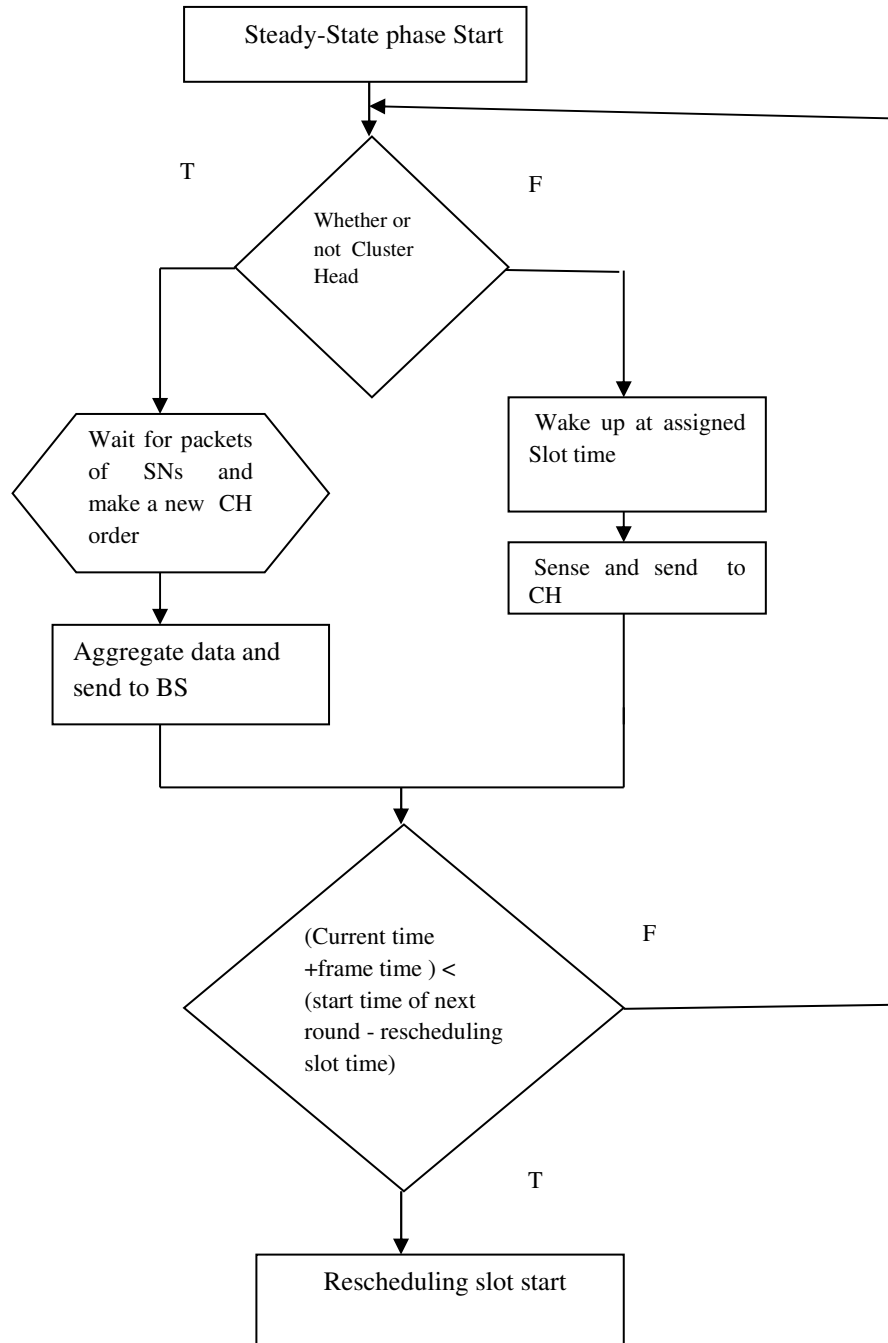 Steady-State phase Start
T
F
Whether or
not Cluster
Head
Wait for packets
of SNs and
make a new CH
order
Wake up at assigned
Slot time
Sense and send to
CH
Aggregate data and
send to BS
(Current time
+frame time ) <
(start time of next
round - rescheduling
slot time)
F
T
Rescheduling slot start